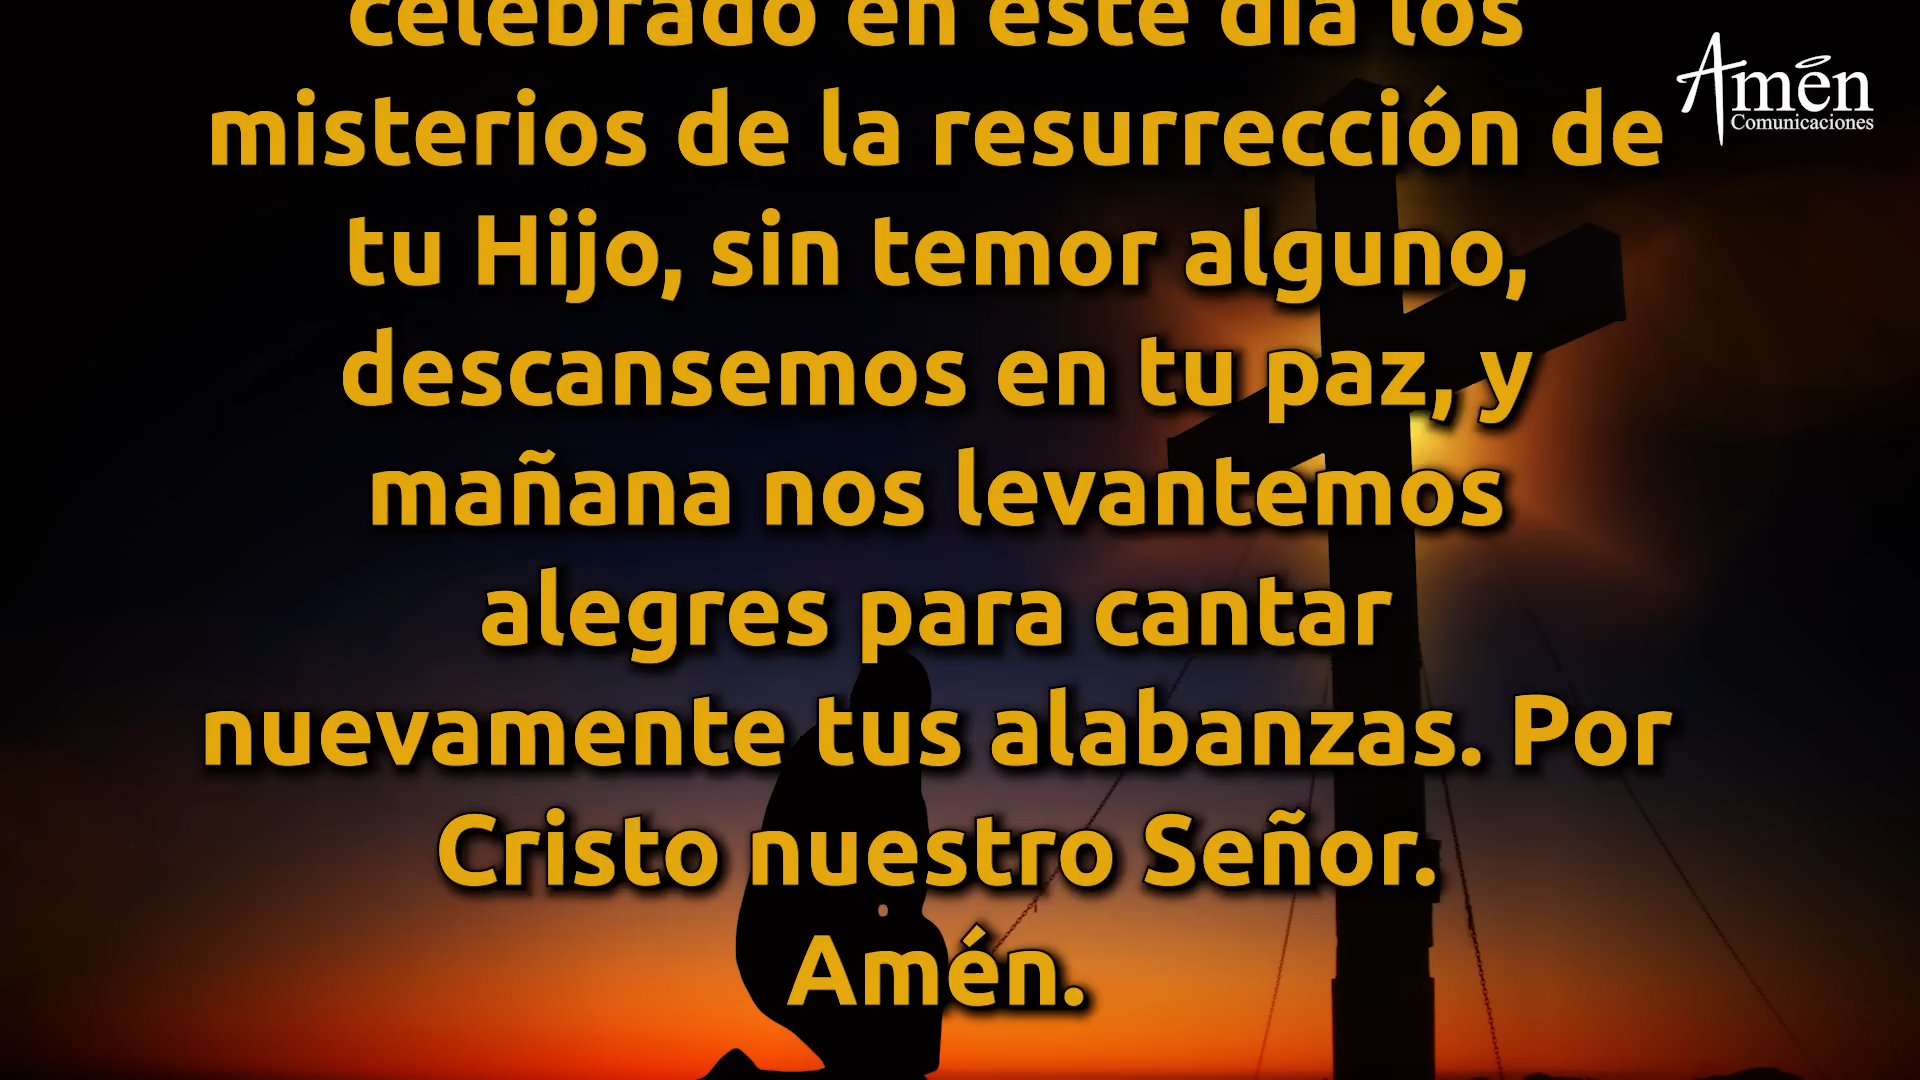 celebrado en este día los
misterios de la resurrección de
tu Hijo, sin temor alguno,
descansemos en tu paz, y
mañana nos levantemos
alegres para cantar
nuevamente tus alabanzas. Por
Cristo nuestro Señor.
Amén.
Amén
Comunicaciones